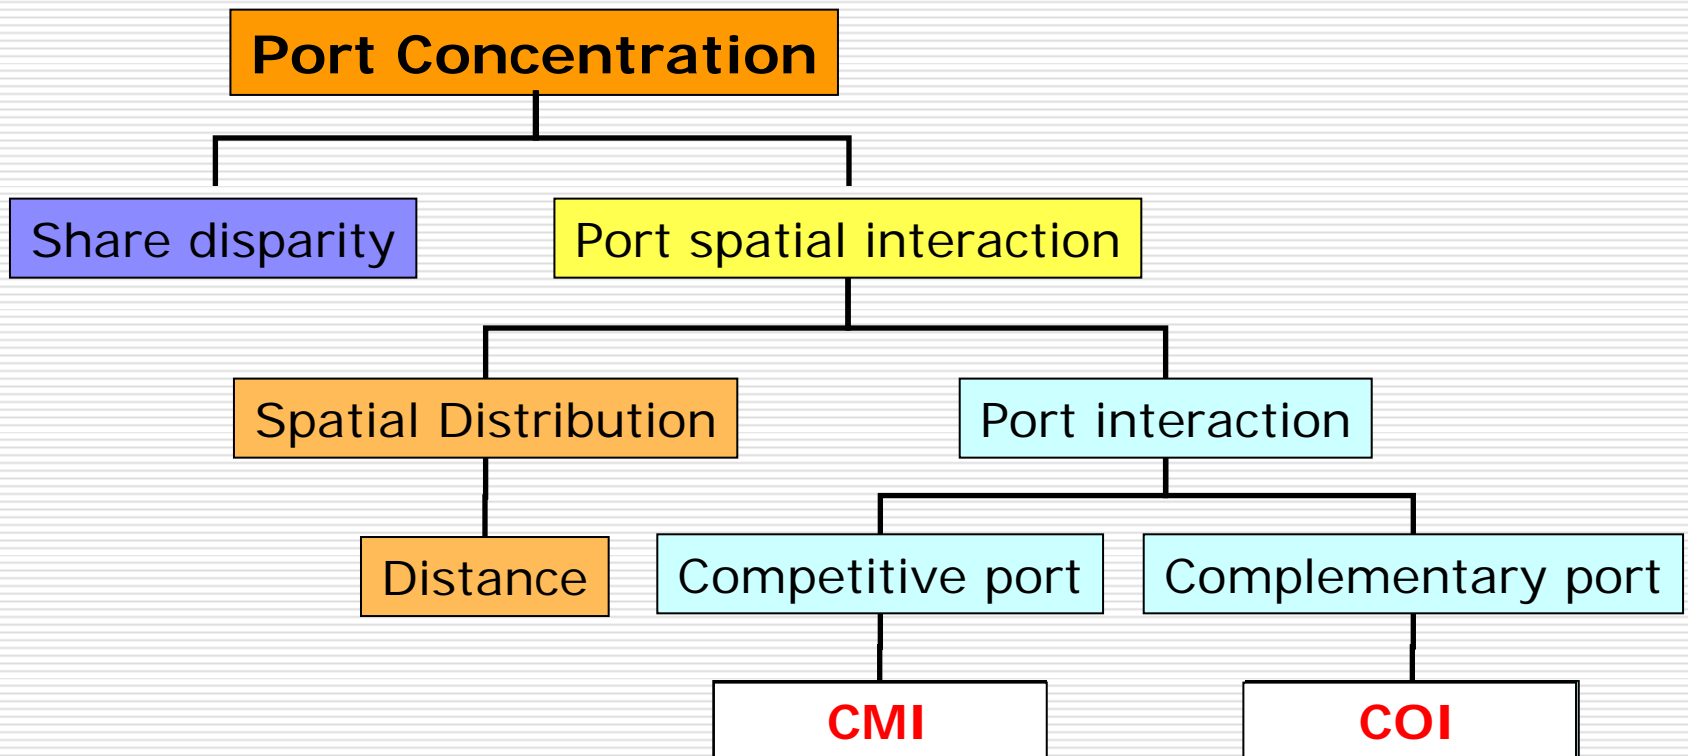 Port Concentration
Share disparity
Port spatial interaction
Spatial Distribution
Port interaction
Distance
Competitive port
Complementary port
CMI
COI